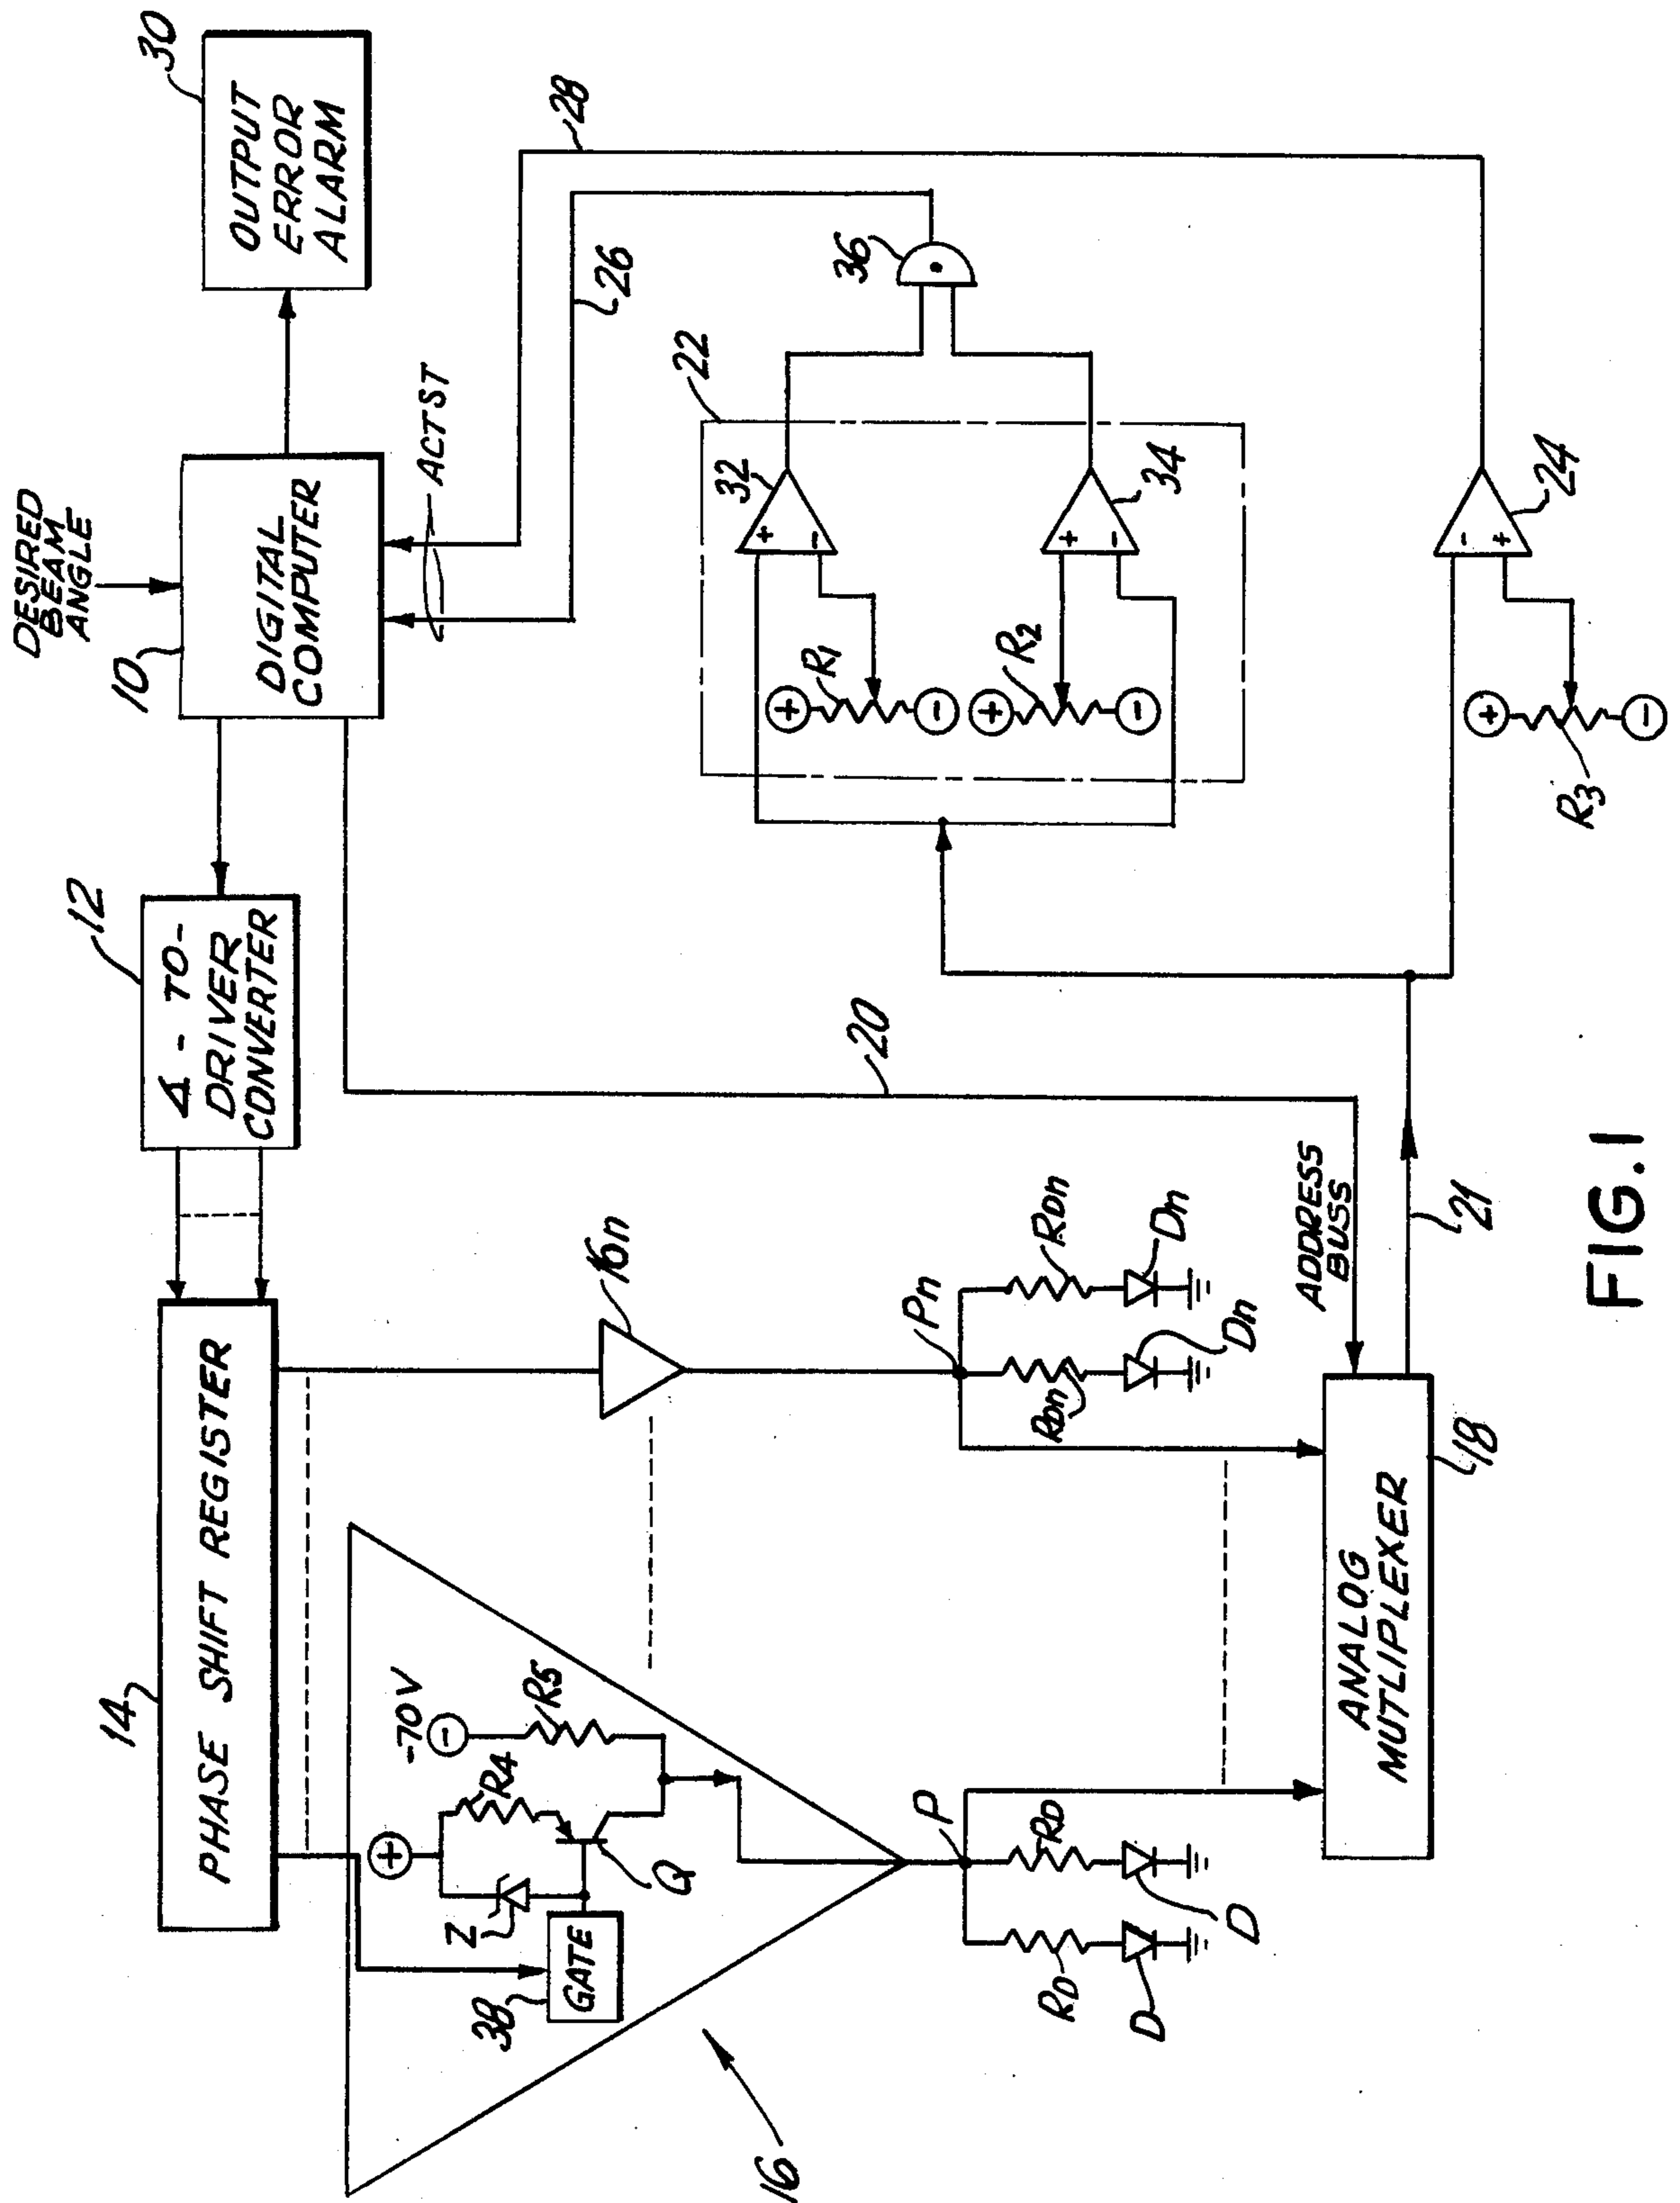 DESIRED
BEAM
ANGLE
10
DIGITAL
COMPUTER
30
OUTPUT
ERROR
ALARM
12
∆ - TO-
DRIVER
CONVERTER
14
PHASE SHIFT REGISTER
ACTST
26
28
20
22
32
+
-
34
+
-
36
R1
+
-
R2
+
-
24
-
+
R3
+
-
16
38
GATE
Z
+
R4
-70V
-
R5
Q
16n
P
RD
RD
D
D
Pn
RDn
RDn
Dn
Dn
ADDRESS
BUSS
ANALOG
MUTLIPLEXER
18
21
FIG.1